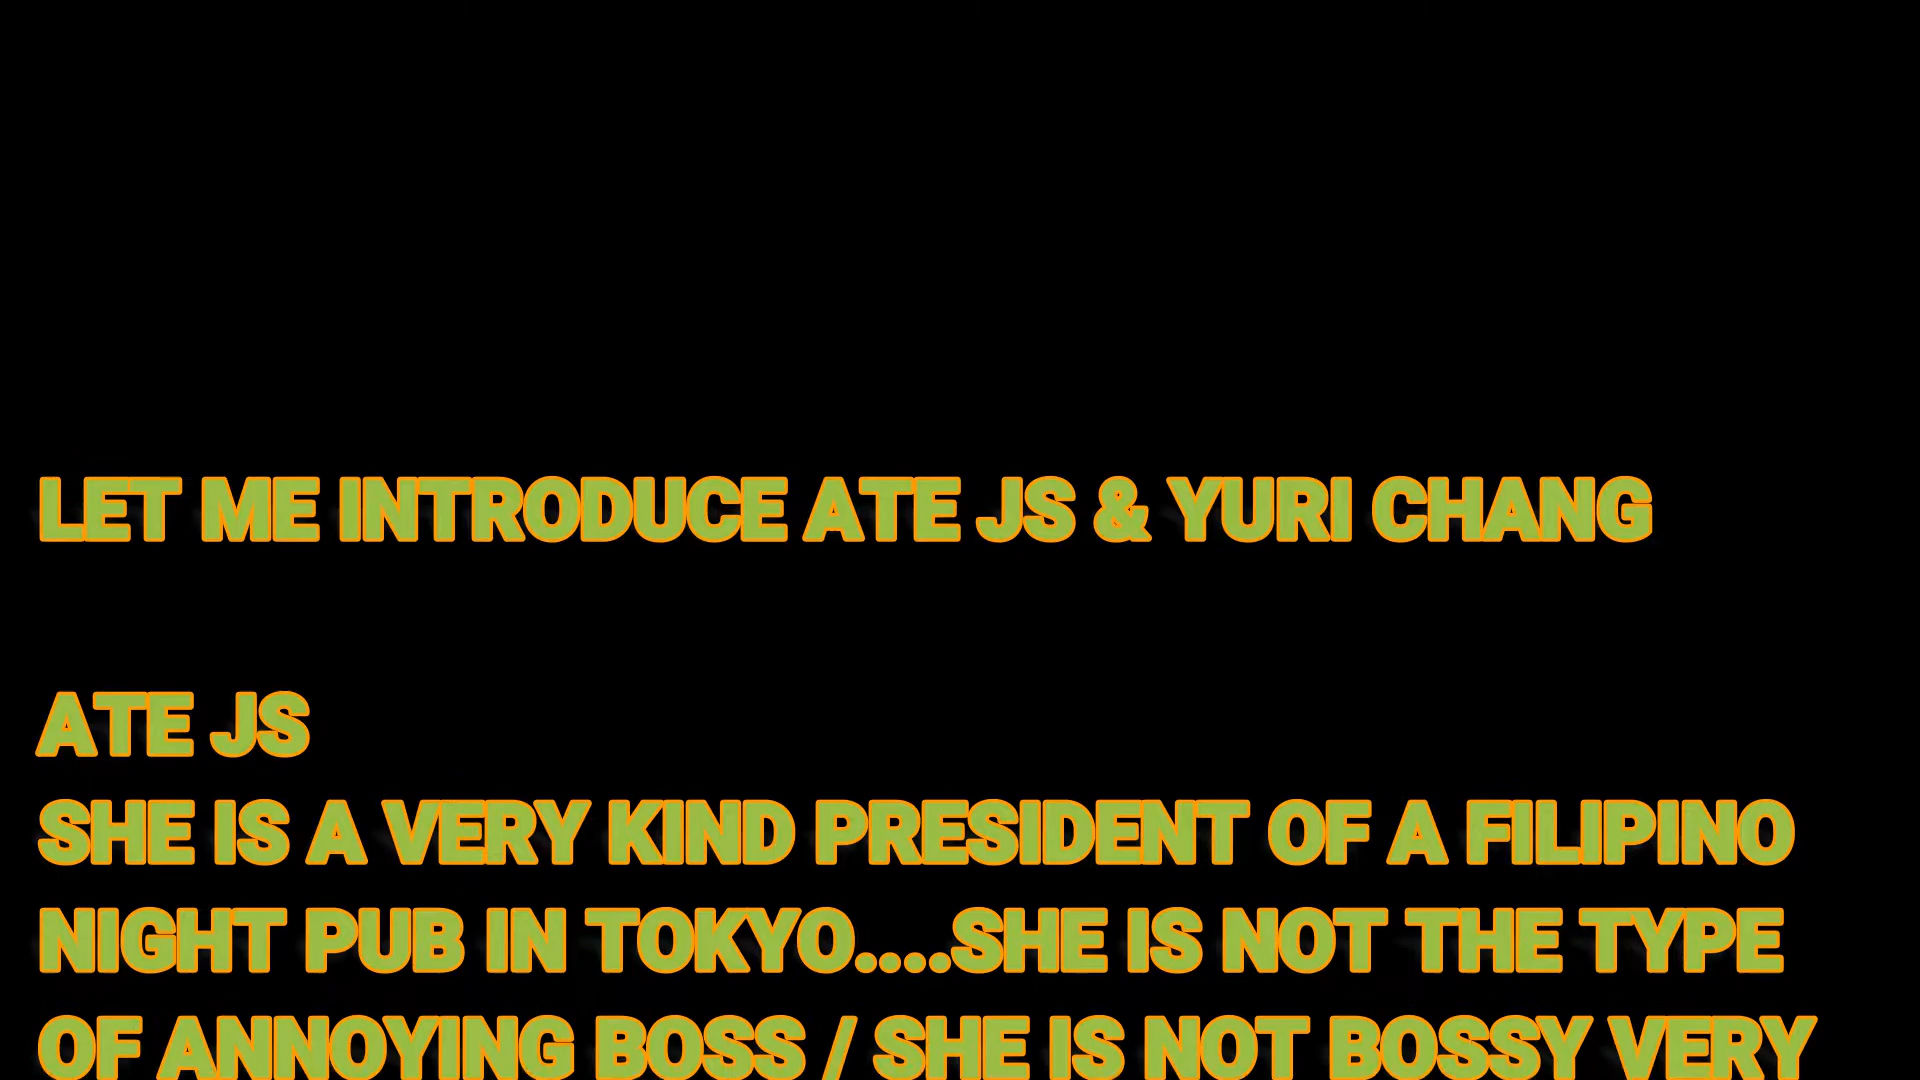 LET ME INTRODUCE ATE JS & YURI CHANG
ATE JS
SHE IS A VERY KIND PRESIDENT OF A FILIPINO
NIGHT PUB IN TOKYO....SHE IS NOT THE TYPE
OF ANNOYING BOSS / SHE IS NOT BOSSY VERY